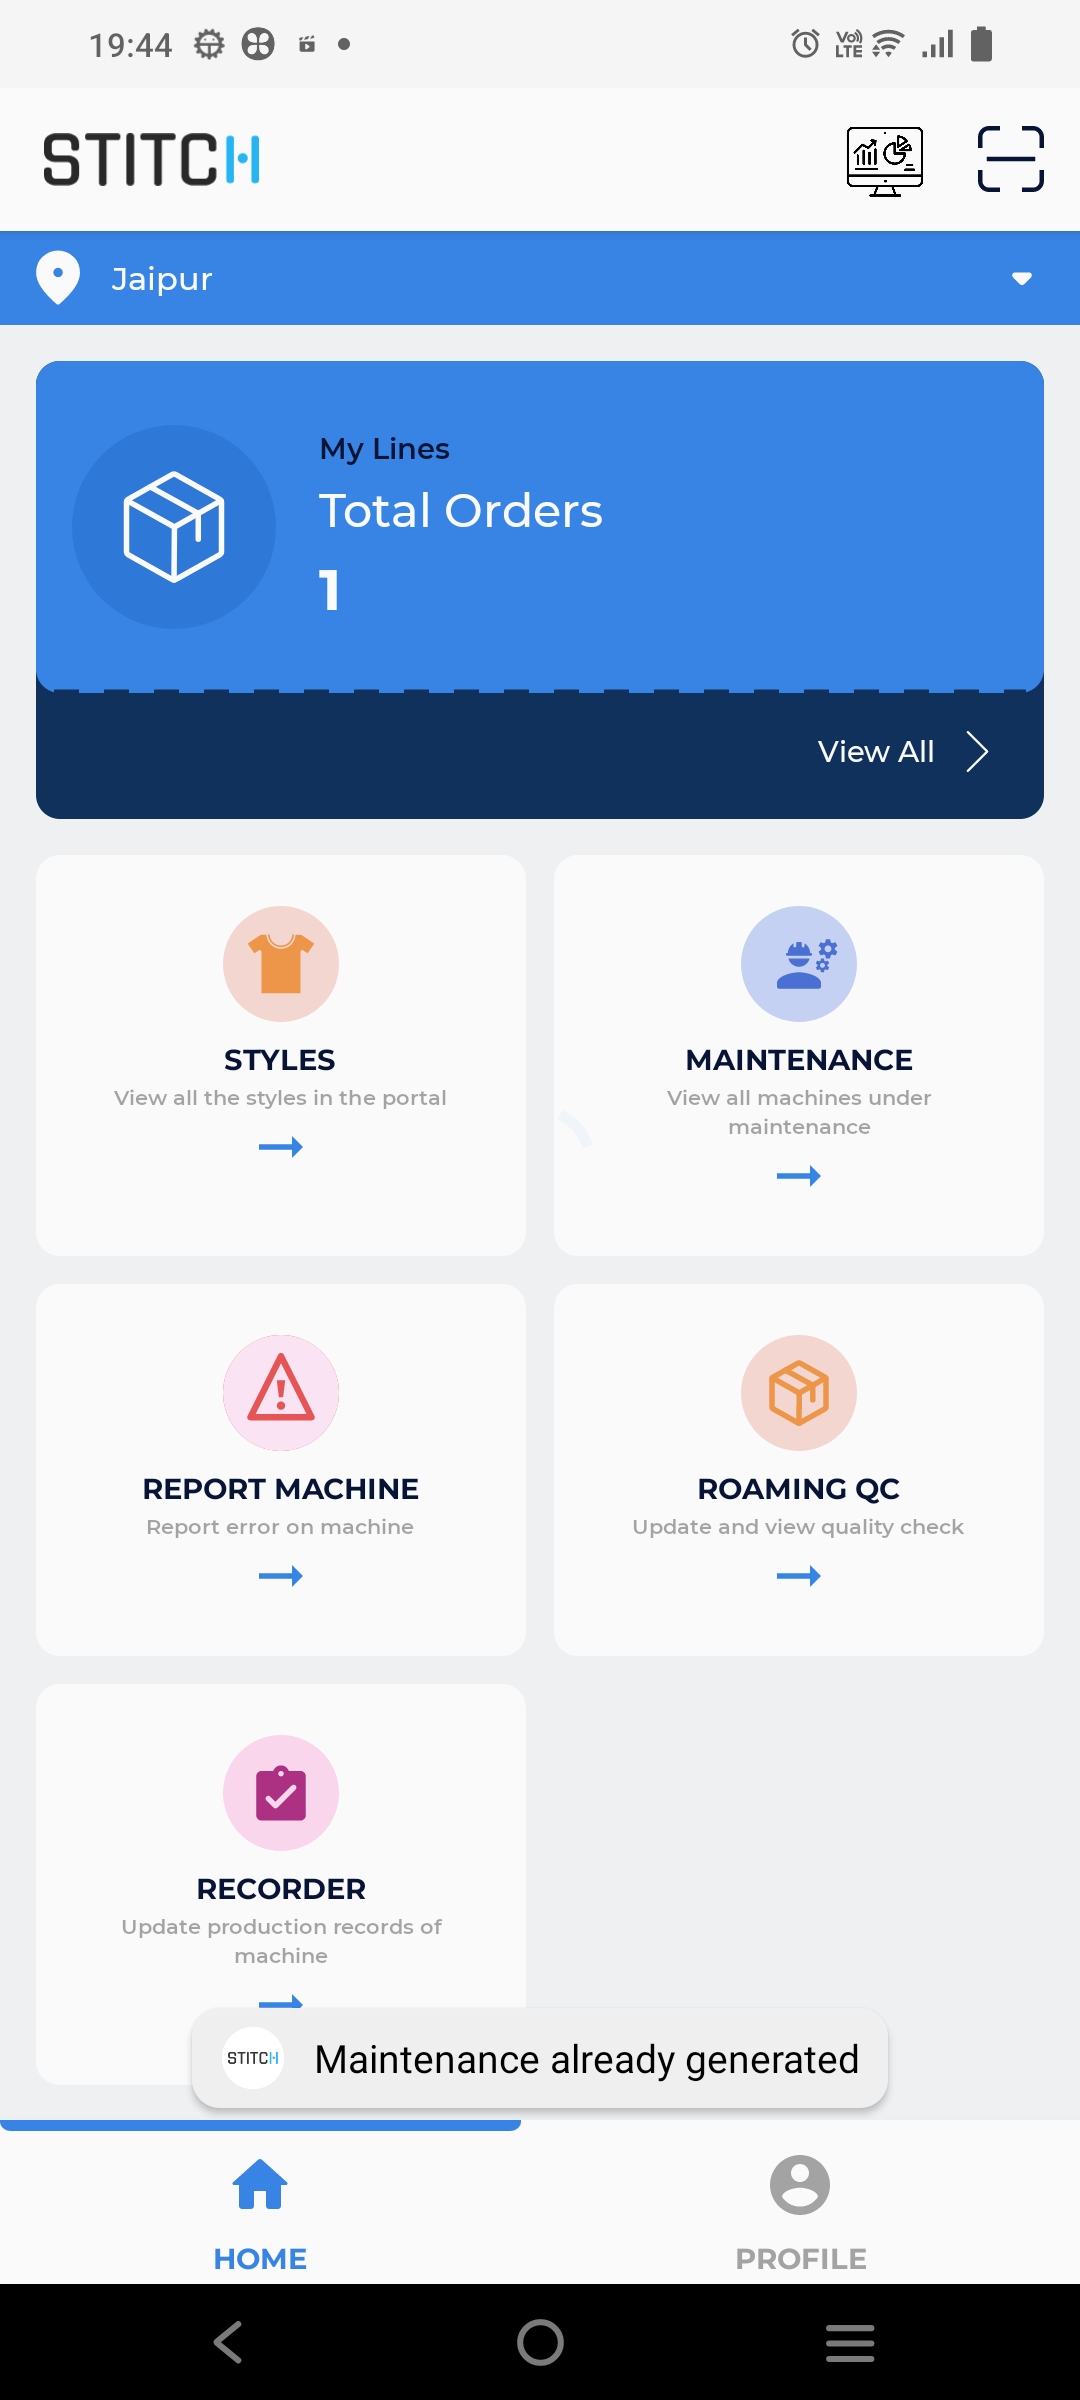 19:44
Vo)) LTE
STITCH
Jaipur
My Lines
Total Orders
1
View All
STYLES
View all the styles in the portal
MAINTENANCE
View all machines under
maintenance
REPORT MACHINE
Report error on machine
ROAMING QC
Update and view quality check
RECORDER
Update production records of
machine
STITCH
Maintenance already generated
HOME
PROFILE